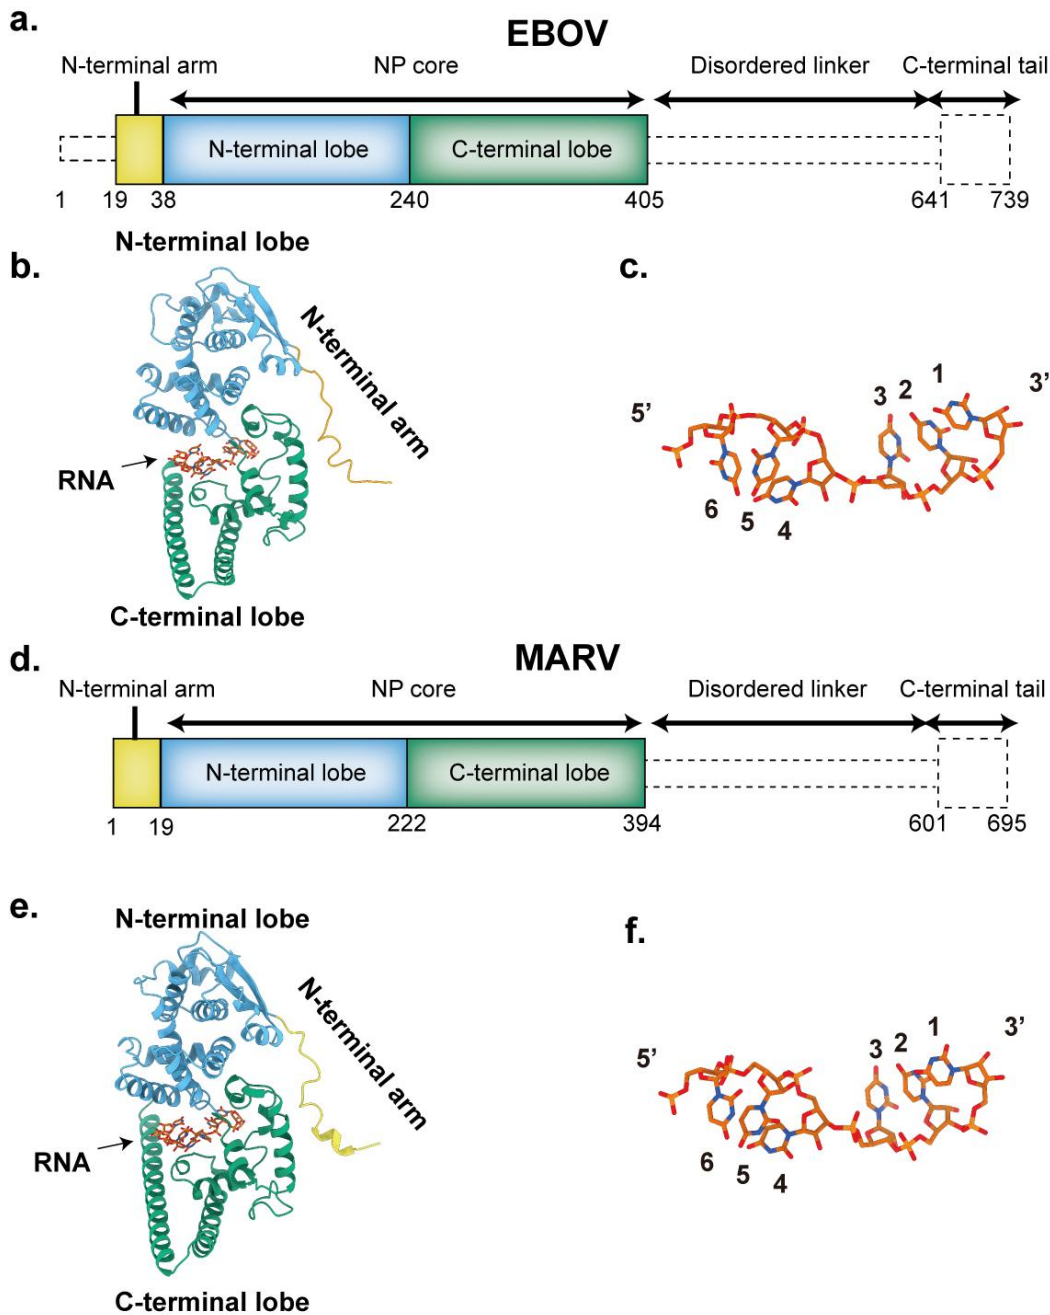 a.
EBOV
N-terminal arm NP core Disordered linker C-terminal tail
N-terminal lobe C-terminal lobe
1 19 38 240 405 641 739
N-terminal lobe
b.
N-terminal arm
RNA
C-terminal lobe
c.
5’ 3 2 1 3’
6 5 4
d.
MARV
N-terminal arm NP core Disordered linker C-terminal tail
N-terminal lobe C-terminal lobe
1 19 222 394 601 695
e.
N-terminal lobe
N-terminal arm
RNA
C-terminal lobe
f.
5’ 3 2 1 3’
6 5 4